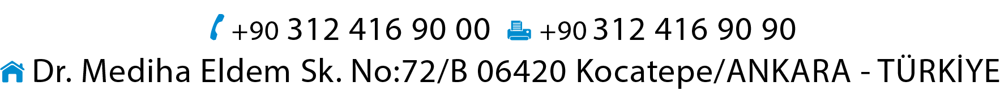 +90 312 416 90 00 +90 312 416 90 90
Dr. Mediha Eldem Sk. No:72/B 06420 Kocatepe/ANKARA - TÜRKİYE